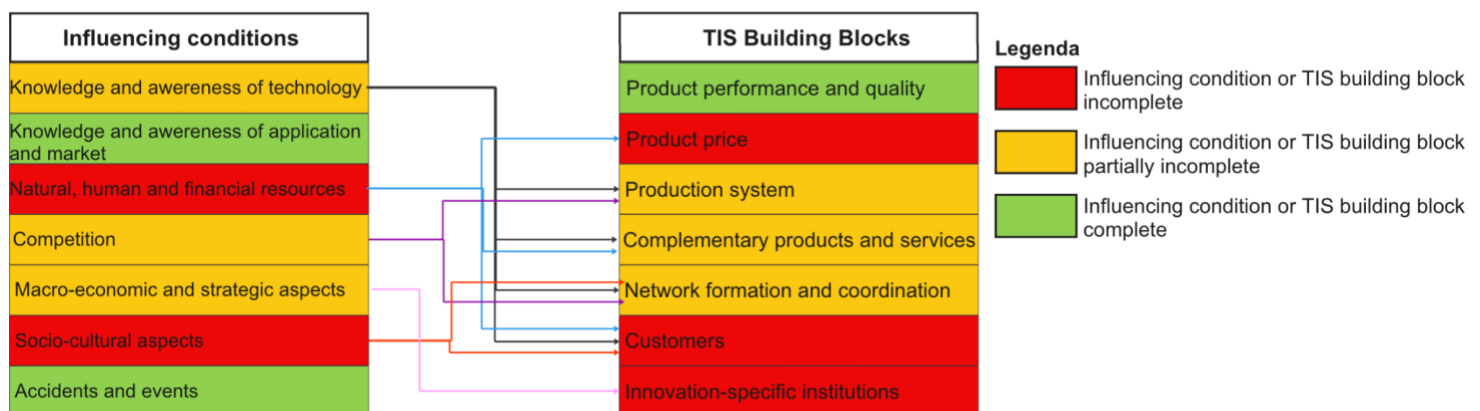 Influencing conditions
Knowledge and awereness of technology
Knowledge and awereness of application
and market
Natural, human and financial resources
Competition
Macro-economic and strategic aspects
Socio-cultural aspects
Accidents and events
TIS Building Blocks
Product performance and quality
Product price
Production system
Complementary products and services
Network formation and coordination
Customers
Innovation-specific institutions
Legenda
Influencing condition or TIS building block
incomplete
Influencing condition or TIS building block
partially incomplete
Influencing condition or TIS building block
complete